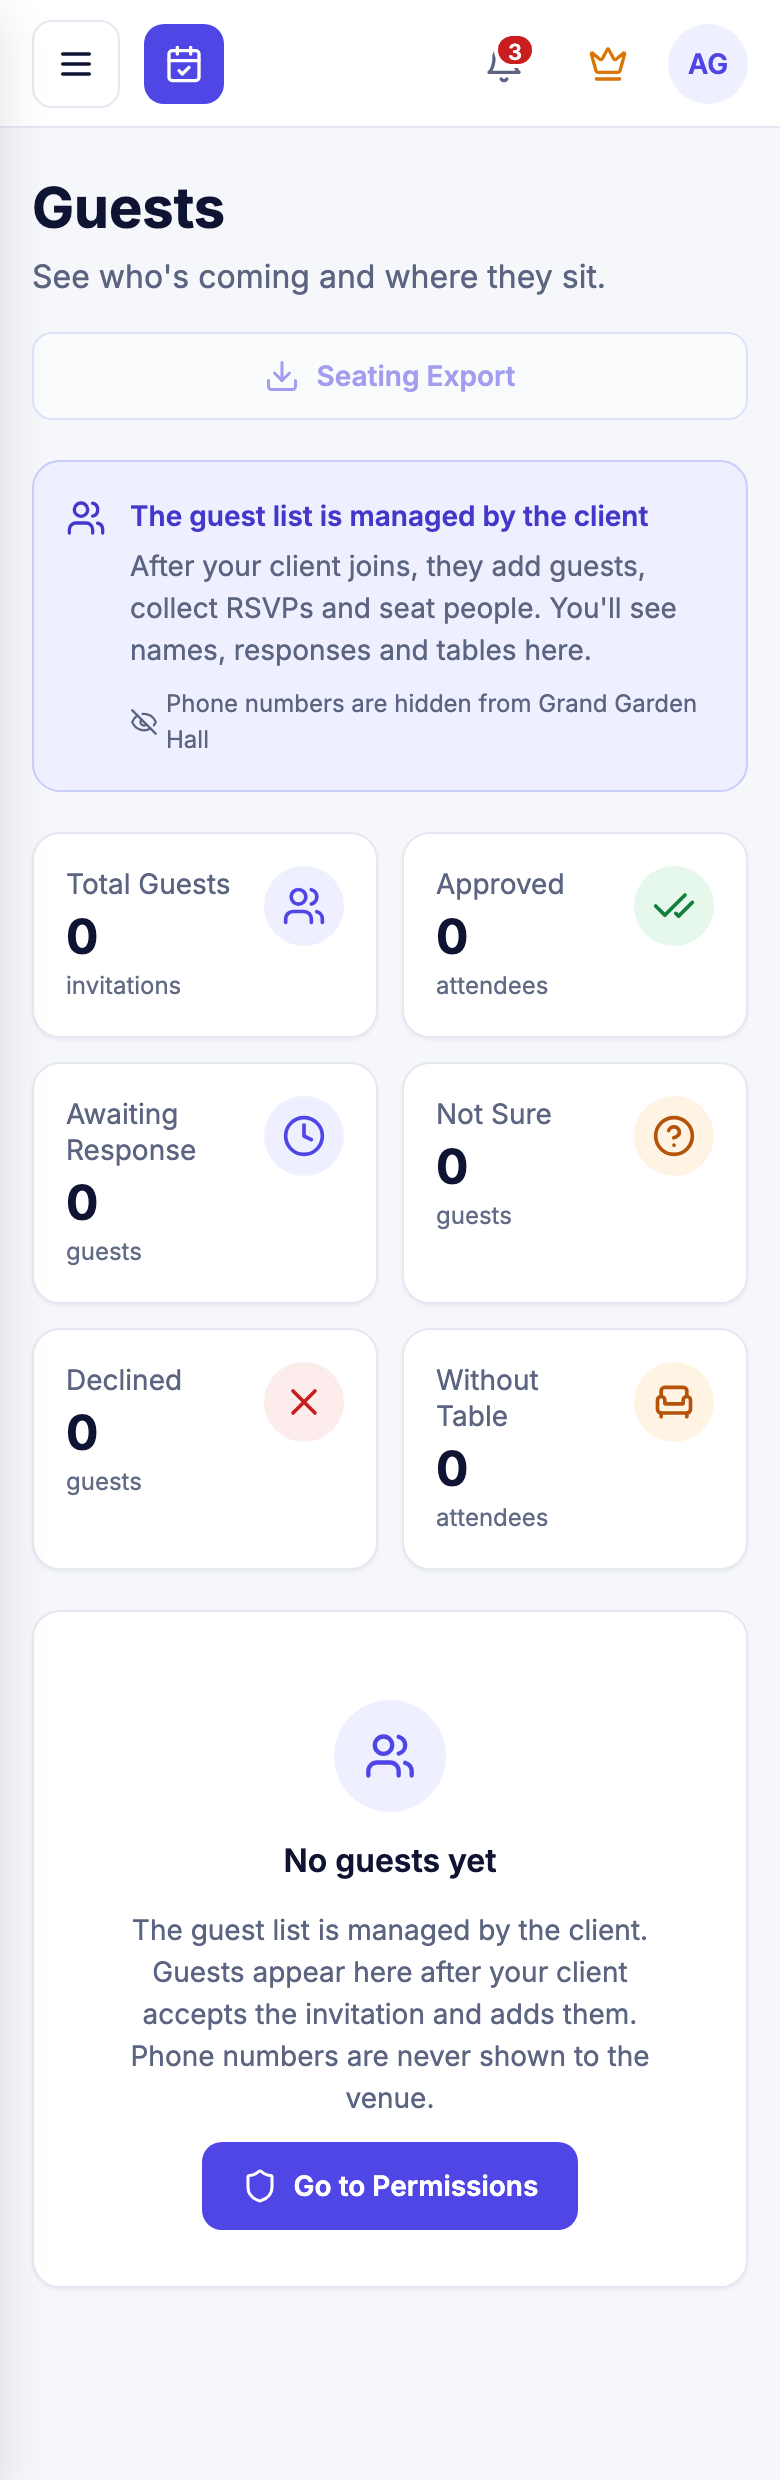 3
AG
Guests
See who's coming and where they sit.
Seating Export
The guest list is managed by the client
After your client joins, they add guests,
collect RSVPs and seat people. You'll see
names, responses and tables here.
Phone numbers are hidden from Grand Garden
Hall
Total Guests
0
invitations
Approved
0
attendees
Awaiting
Response
0
guests
Not Sure
0
guests
Declined
0
guests
Without
Table
0
attendees
No guests yet
The guest list is managed by the client.
Guests appear here after your client
accepts the invitation and adds them.
Phone numbers are never shown to the
venue.
Go to Permissions